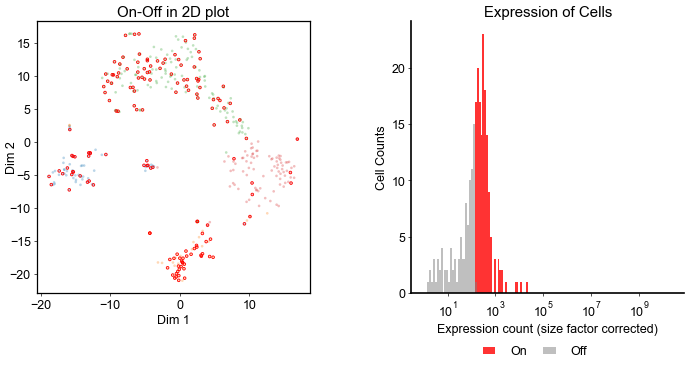 On-Off in 2D plot
Dim 2
15
10
5
0
−5
−10
−15
−20
−20 −10 0 10
Dim 1
Expression of Cells
Cell Counts
20
15
10
5
0
10^1 10^3 10^5 10^7 10^9
Expression count (size factor corrected)
On Off